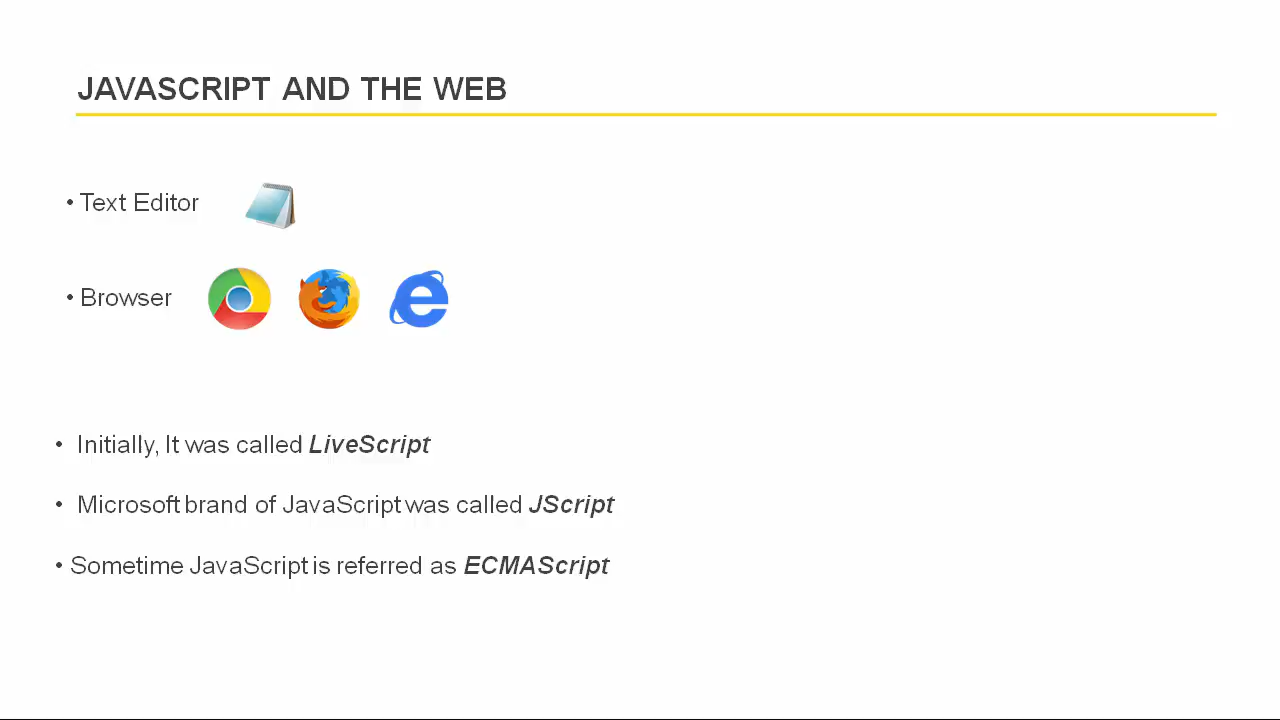 JAVASCRIPT AND THE WEB
• Text Editor
• Browser
• Initially, It was called LiveScript
• Microsoft brand of JavaScript was called JScript
• Sometime JavaScript is referred as ECMAScript